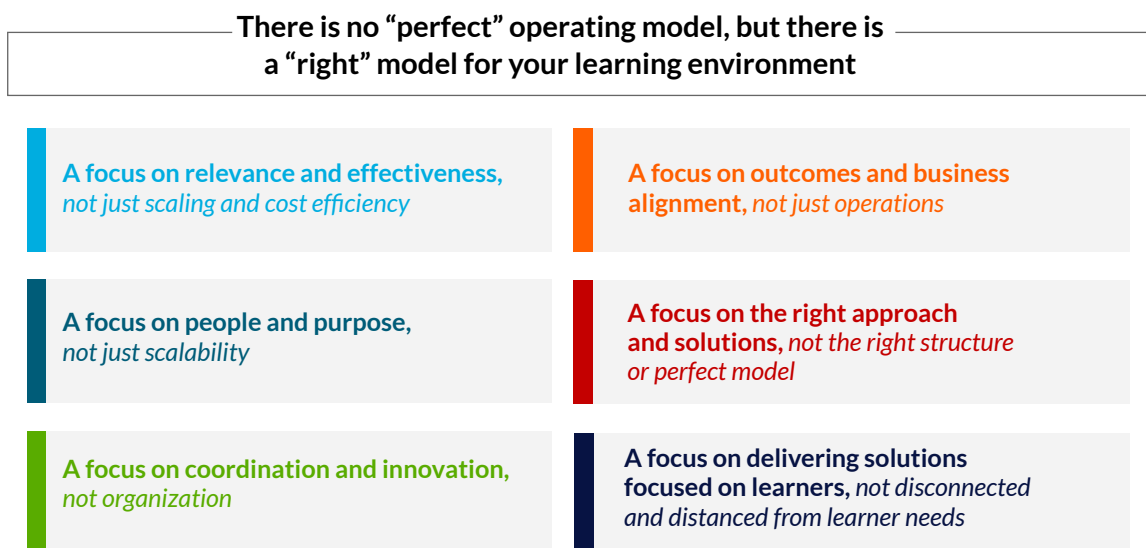 There is no “perfect” operating model, but there is
a “right” model for your learning environment
A focus on relevance and effectiveness,
not just scaling and cost efficiency
A focus on outcomes and business
alignment, not just operations
A focus on people and purpose,
not just scalability
A focus on the right approach
and solutions, not the right structure
or perfect model
A focus on coordination and innovation,
not organization
A focus on delivering solutions
focused on learners, not disconnected
and distanced from learner needs